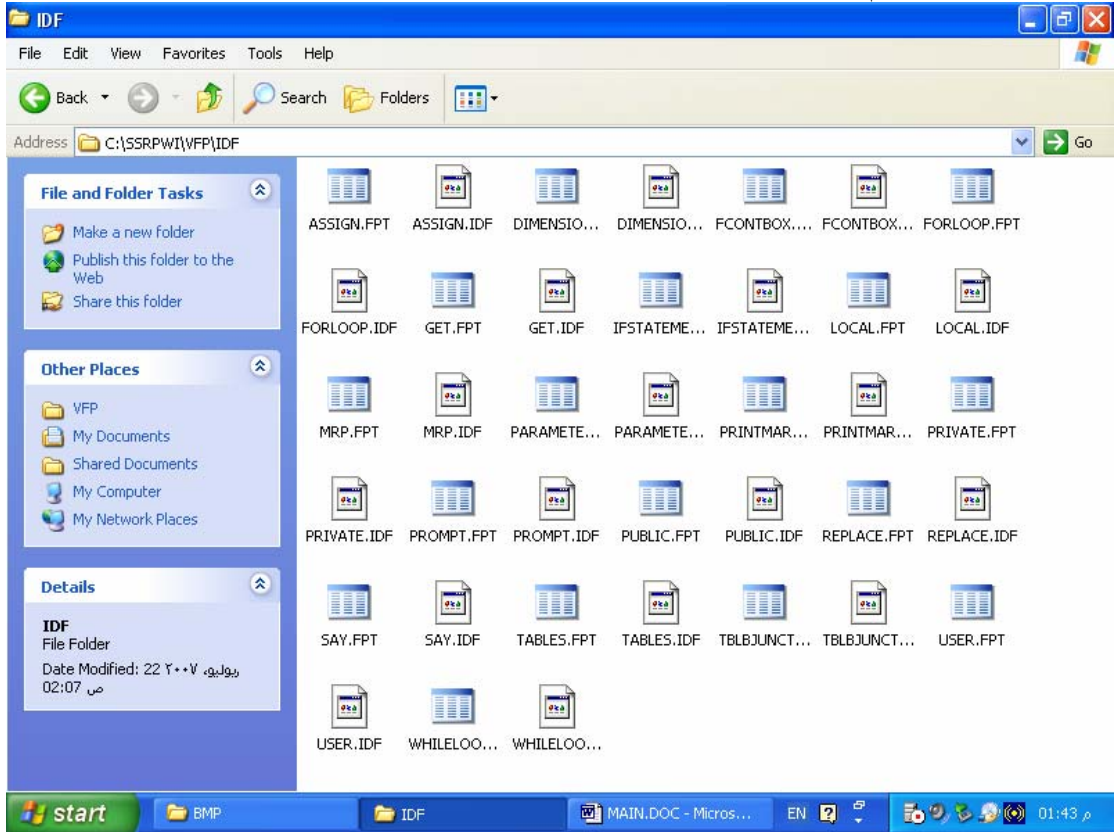 IDF
File Edit View Favorites Tools Help
Back Search Folders
Address C:\SSRPWI\VFP\IDF Go
File and Folder Tasks
Make a new folder
Publish this folder to the
Web
Share this folder
Other Places
VFP
My Documents
Shared Documents
My Computer
My Network Places
Details
IDF
File Folder
Date Modified: 22 يوليو، ٢٠٠٧
02:07 ص
ASSIGN.FPT ASSIGN.IDF DIMENSIO... DIMENSIO... FCONTBOX.... FCONTBOX.... FORLOOP.FPT
FORLOOP.IDF GET.FPT GET.IDF IFSTATEME... IFSTATEME... LOCAL.FPT LOCAL.IDF
MRP.FPT MRP.IDF PARAMETE... PARAMETE... PRINTMAR... PRINTMAR... PRIVATE.FPT
PRIVATE.IDF PROMPT.FPT PROMPT.IDF PUBLIC.FPT PUBLIC.IDF REPLACE.FPT REPLACE.IDF
SAY.FPT SAY.IDF TABLES.FPT TABLES.IDF TBLBJUNCT... TBLBJUNCT... USER.FPT
USER.IDF WHILELOO... WHILELOO...
start BMP IDF MAIN.DOC - Micros... EN 01:43 م